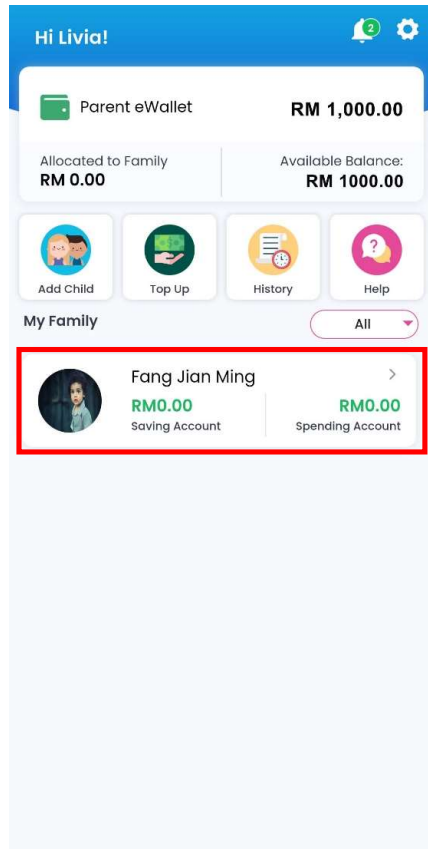 Hi Livia!
2
Parent eWallet RM 1,000.00
Allocated to Family Available Balance:
RM 0.00 RM 1000.00
Add Child Top Up History Help
My Family All
Fang Jian Ming
RM0.00 RM0.00
Saving Account Spending Account